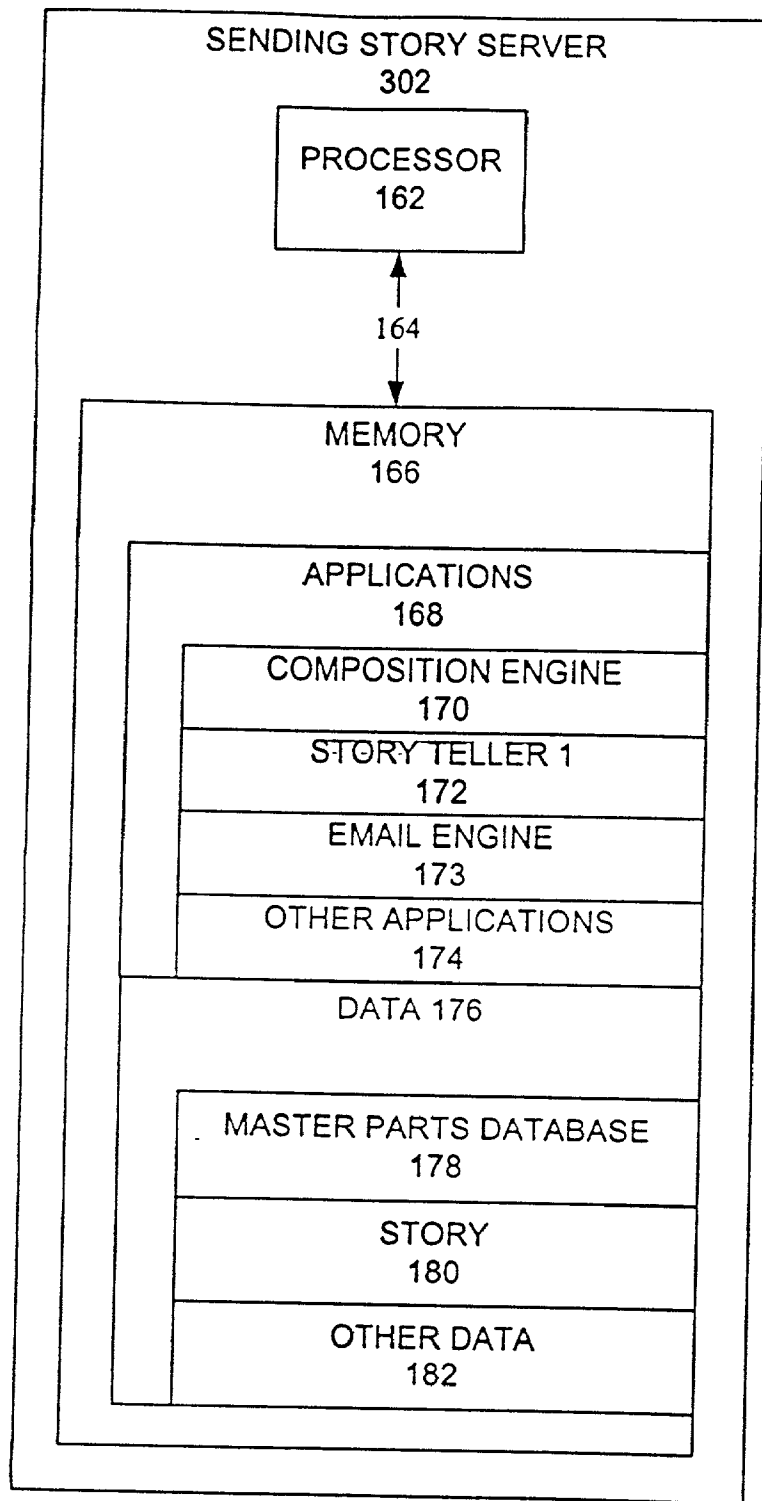 SENDING STORY SERVER
302
PROCESSOR
162
164
MEMORY
166
APPLICATIONS
168
COMPOSITION ENGINE
170
STORY TELLER 1
172
EMAIL ENGINE
173
OTHER APPLICATIONS
174
DATA 176
MASTER PARTS DATABASE
178
STORY
180
OTHER DATA
182